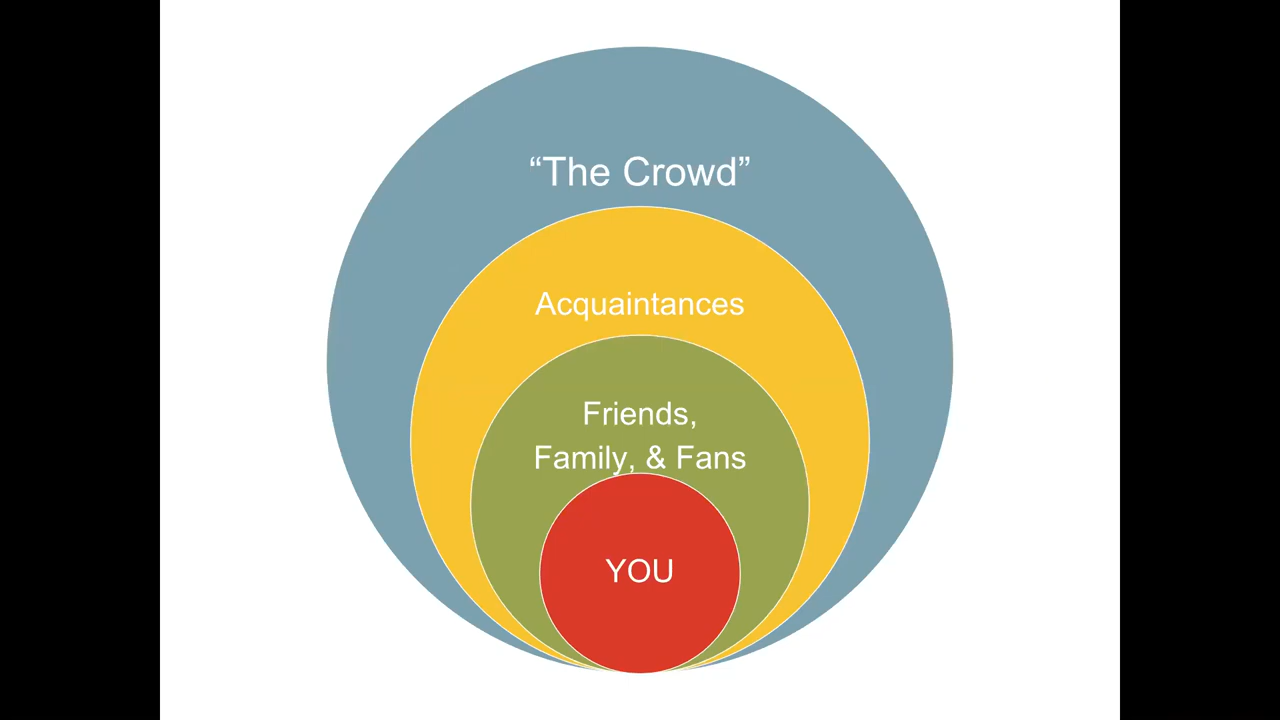 “The Crowd”
Acquaintances
Friends,
Family, & Fans
YOU